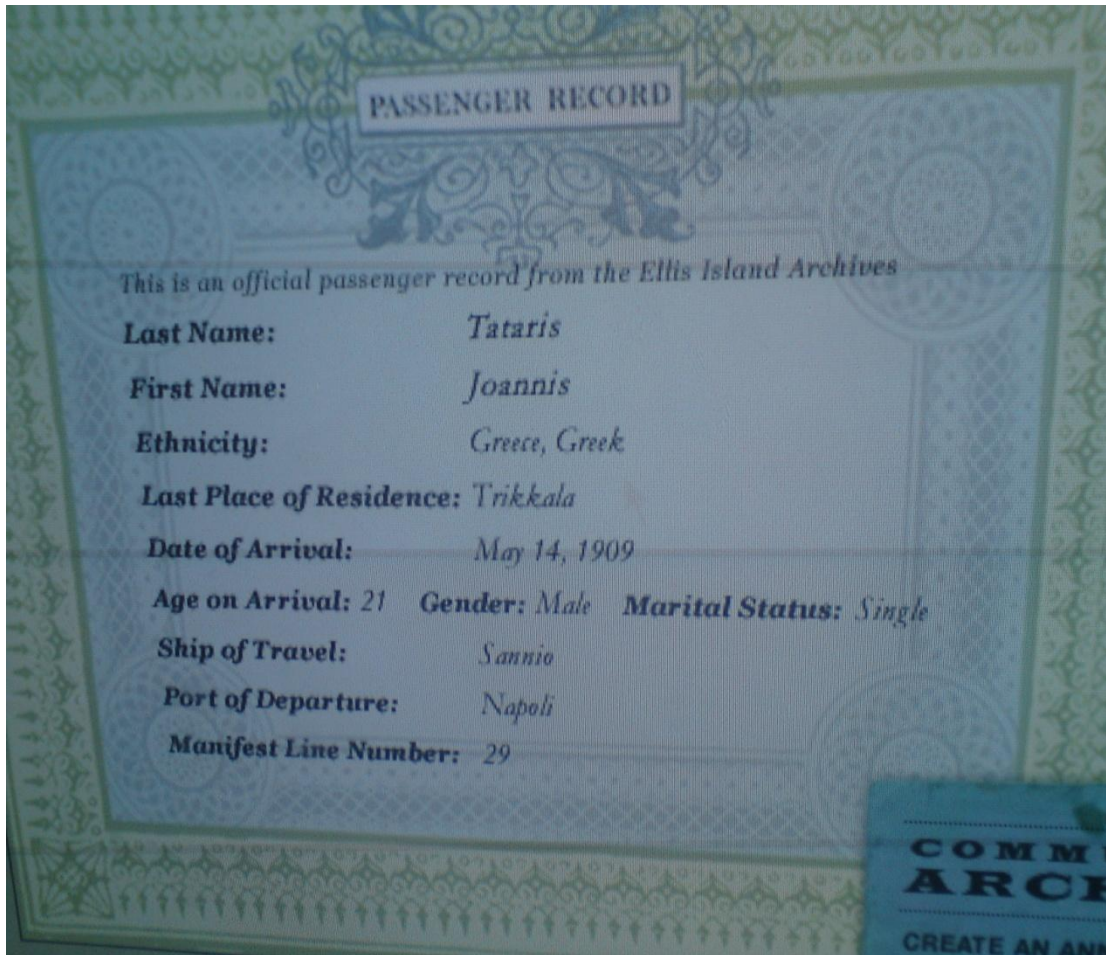 PASSENGER RECORD
This is an official passenger record from the Ellis Island Archives
Last Name: Tataris
First Name: Joannis
Ethnicity: Greece, Greek
Last Place of Residence: Trikkala
Date of Arrival: May 14, 1909
Age on Arrival: 21 Gender: Male Marital Status: Single
Ship of Travel: Sannio
Port of Departure: Napoli
Manifest Line Number: 29
CREATE AN